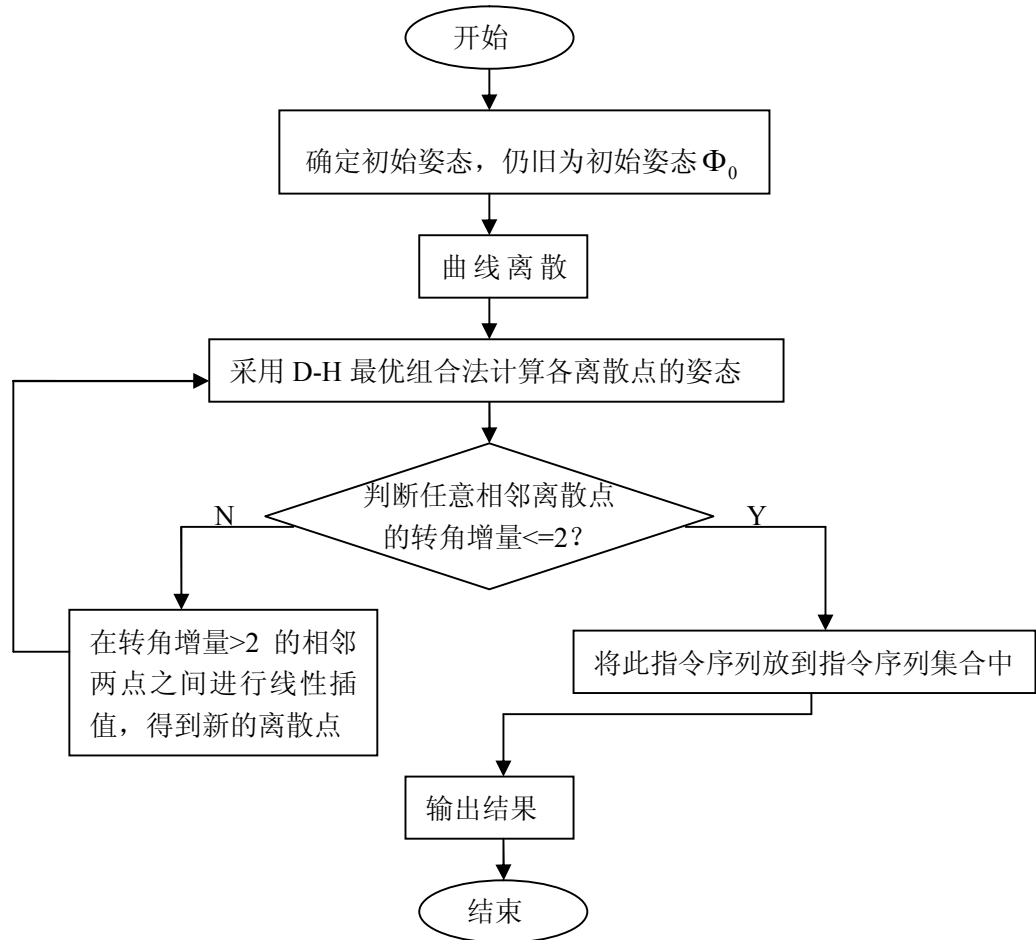 开始
确定初始姿态，仍旧为初始姿态Φ₀
曲线离散
采用 D-H 最优组合法计算各离散点的姿态
判断任意相邻离散点
的转角增量<=2？
N
Y
在转角增量>2 的相邻
两点之间进行线性插
值，得到新的离散点
将此指令序列放到指令序列集合中
输出结果
结束